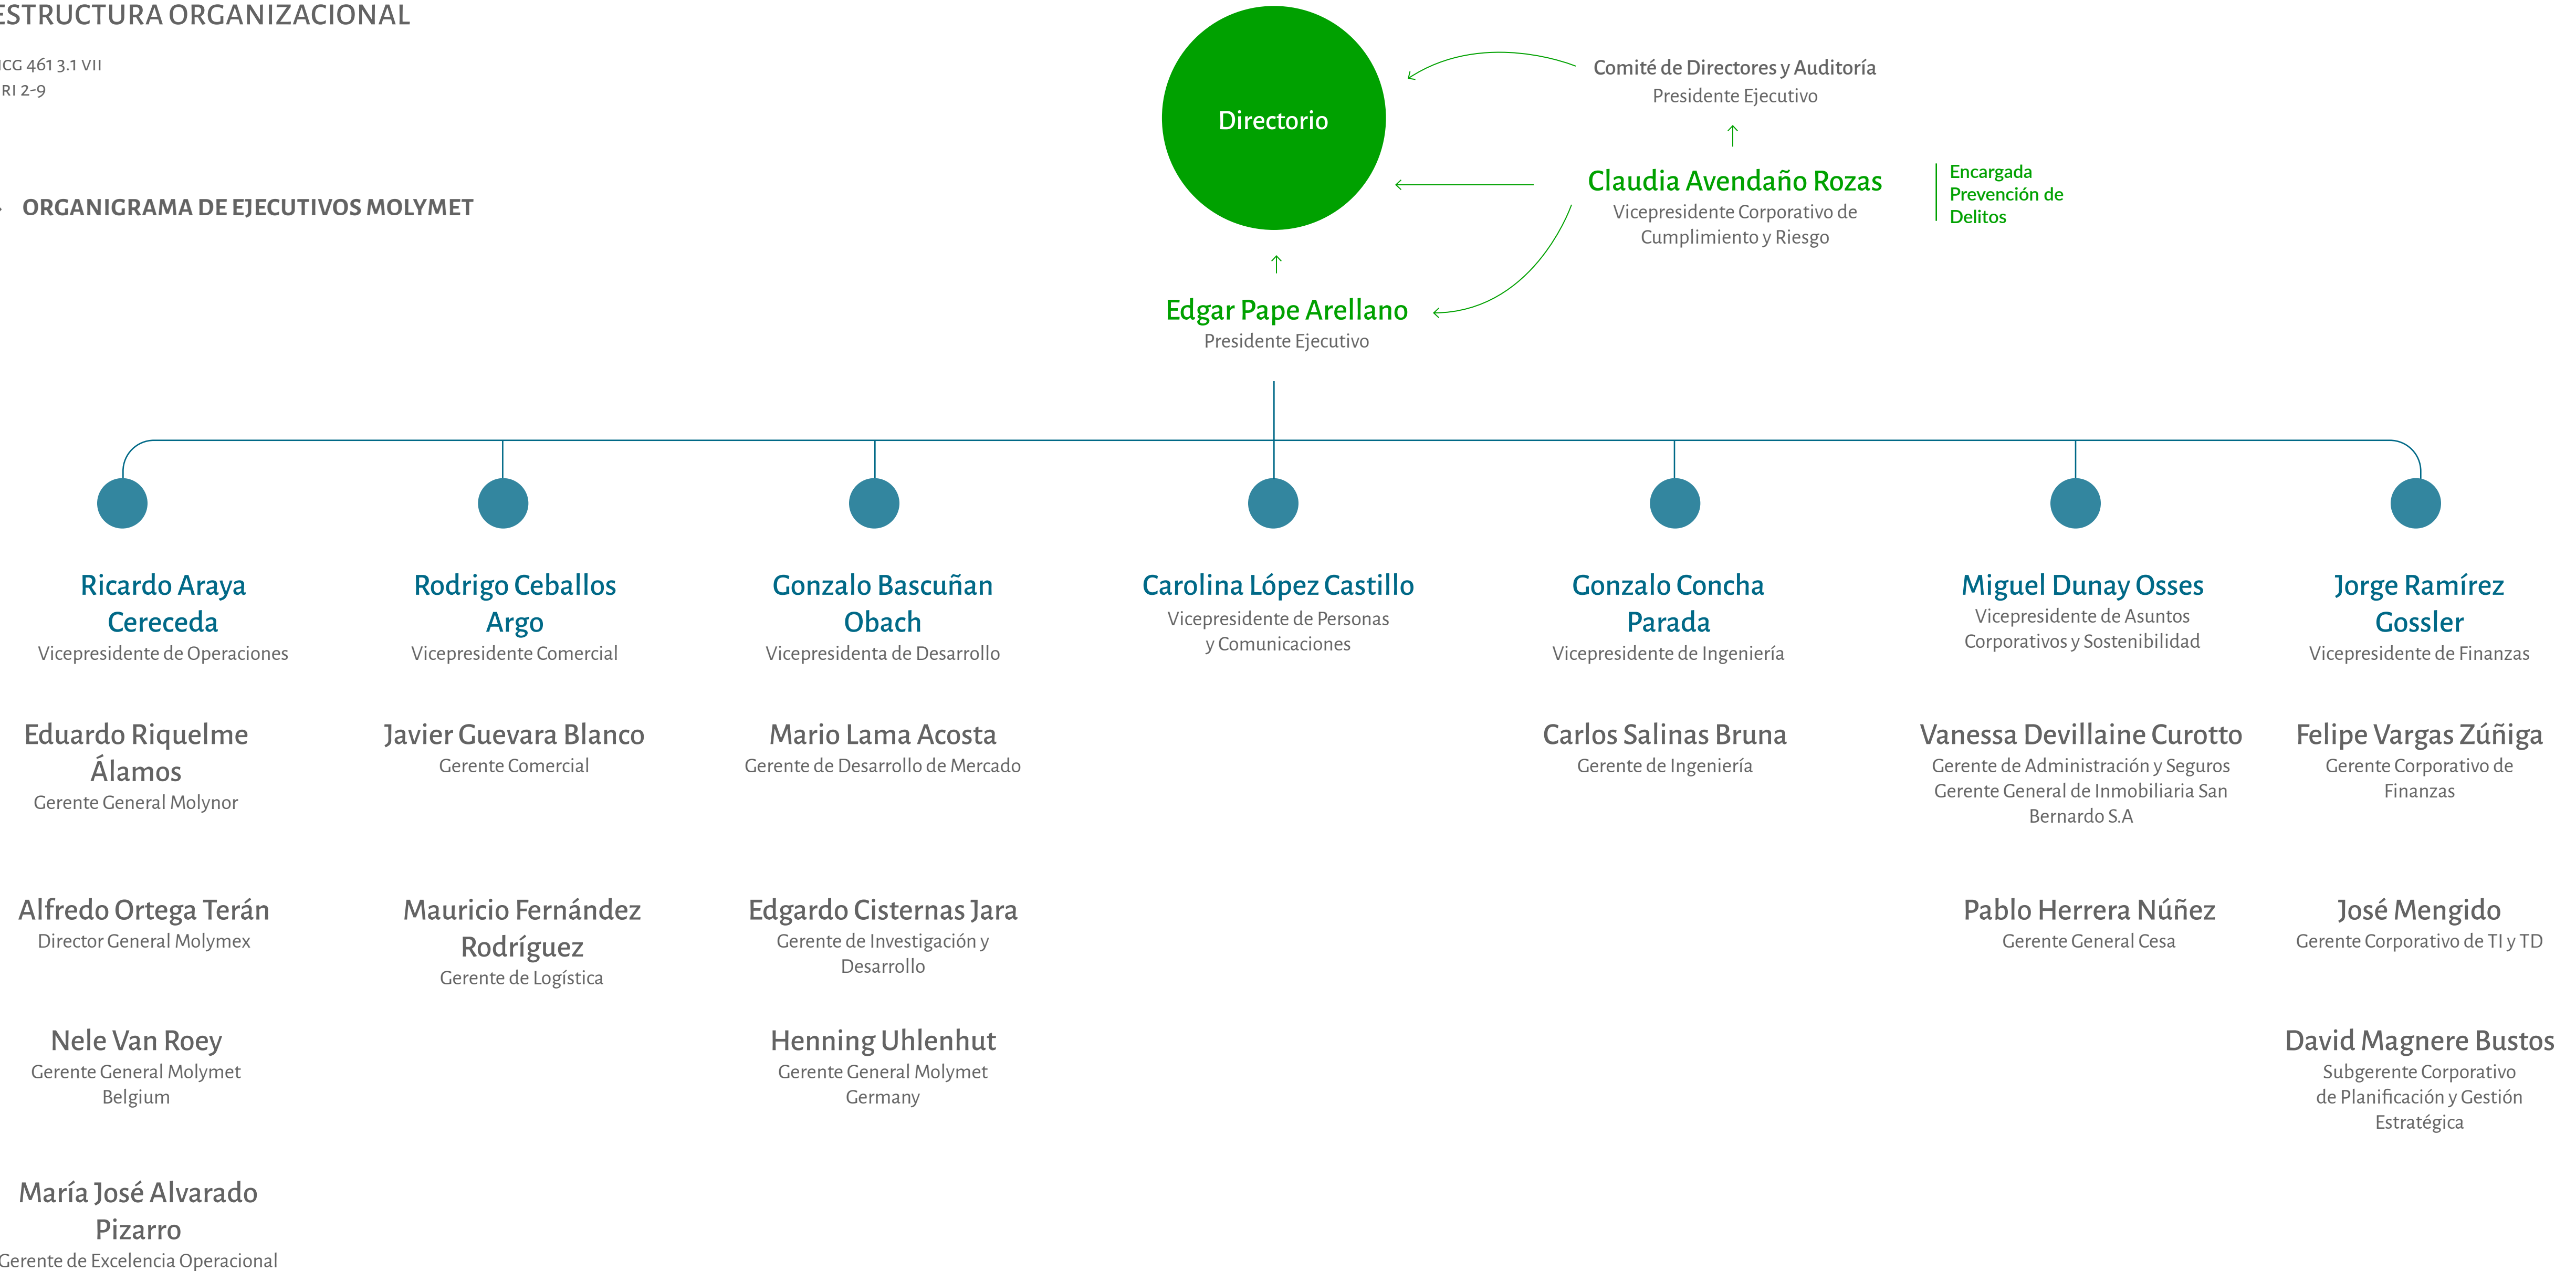 ESTRUCTURA ORGANIZACIONAL
NCG 461 3.1 VII
GRI 2-9
ORGANIGRAMA DE EJECUTIVOS MOLYMET
Directorio
Comité de Directores y Auditoría
Presidente Ejecutivo
Claudia Avendaño Rozas
Vicepresidente Corporativo de
Cumplimiento y Riesgo
Encargada
Prevención de
Delitos
Edgar Pape Arellano
Presidente Ejecutivo
Ricardo Araya
Cereceda
Vicepresidente de Operaciones
Eduardo Riquelme
Álamos
Gerente General Molynor
Alfredo Ortega Terán
Director General Molymex
Nele Van Roey
Gerente General Molymet
Belgium
María José Alvarado
Pizarro
Gerente de Excelencia Operacional
Rodrigo Ceballos
Argo
Vicepresidente Comercial
Javier Guevara Blanco
Gerente Comercial
Mauricio Fernández
Rodríguez
Gerente de Logística
Gonzalo Bascuñan
Obach
Vicepresidenta de Desarrollo
Mario Lama Acosta
Gerente de Desarrollo de Mercado
Edgardo Cisternas Jara
Gerente de Investigación y
Desarrollo
Henning Uhlenhut
Gerente General Molymet
Germany
Carolina López Castillo
Vicepresidente de Personas
y Comunicaciones
Gonzalo Concha
Parada
Vicepresidente de Ingeniería
Carlos Salinas Bruna
Gerente de Ingeniería
Miguel Dunay Osses
Vicepresidente de Asuntos
Corporativos y Sostenibilidad
Vanessa Devillaine Curotto
Gerente de Administración y Seguros
Gerente General de Inmobiliaria San
Bernardo S.A
Pablo Herrera Núñez
Gerente General Cesa
Jorge Ramírez
Gossler
Vicepresidente de Finanzas
Felipe Vargas Zúñiga
Gerente Corporativo de
Finanzas
José Mengido
Gerente Corporativo de TI y TD
David Magnere Bustos
Subgerente Corporativo
de Planificación y Gestión
Estratégica